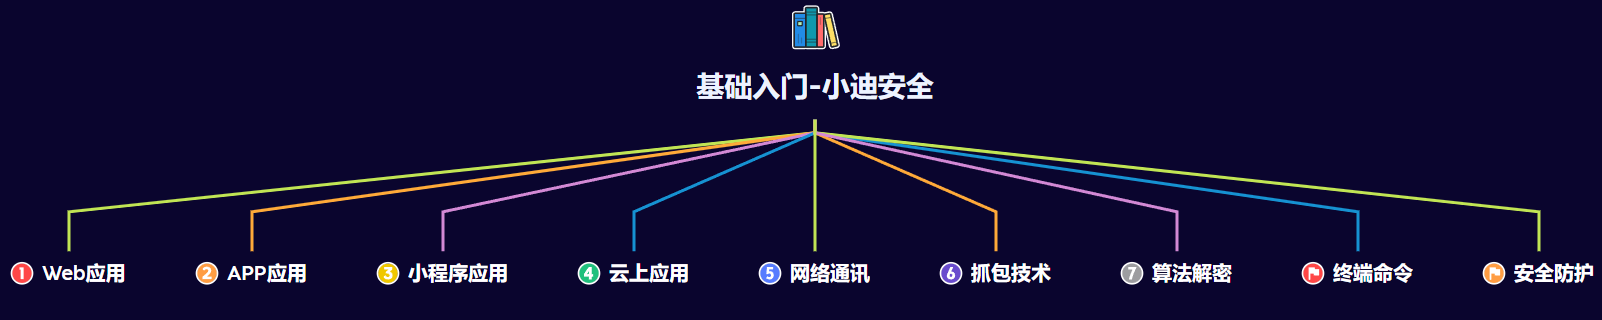 基础入门-小迪安全
1 Web应用
2 APP应用
3 小程序应用
4 云上应用
5 网络通讯
6 抓包技术
7 算法解密
终端命令
安全防护